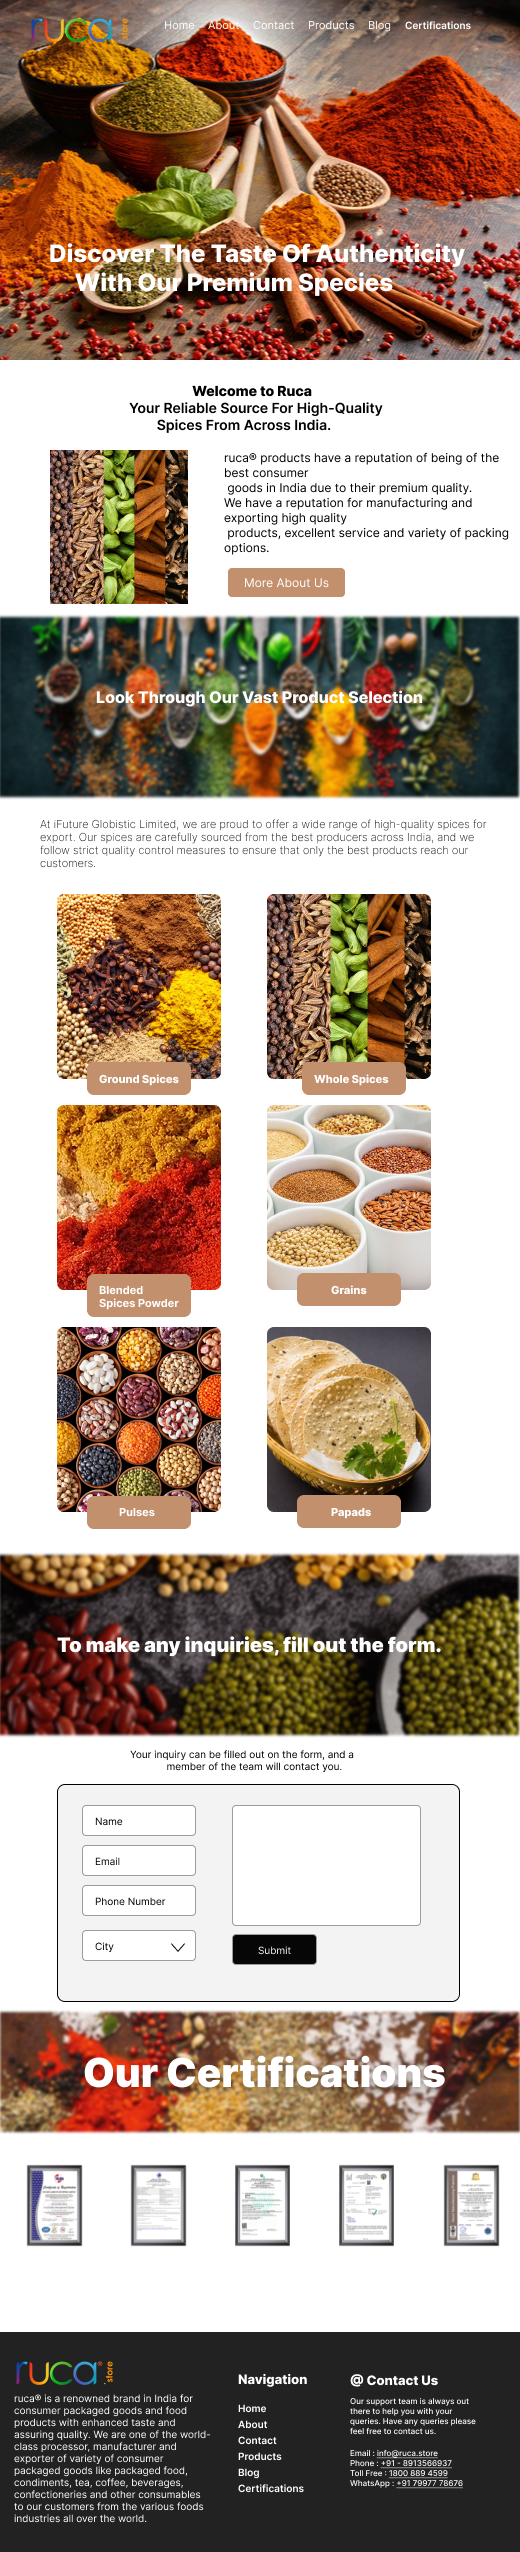 ruca® store
Home About Contact Products Blog Certifications
Discover The Taste Of Authenticity
With Our Premium Species
Welcome to Ruca
Your Reliable Source For High-Quality
Spices From Across India.
ruca® products have a reputation of being of the
best consumer
goods in India due to their premium quality.
We have a reputation for manufacturing and
exporting high quality
products, excellent service and variety of packing
options.
More About Us
Look Through Our Vast Product Selection
At iFuture Globistic Limited, we are proud to offer a wide range of high-quality spices for
export. Our spices are carefully sourced from the best producers across India, and we
follow strict quality control measures to ensure that only the best products reach our
customers.
Ground Spices
Whole Spices
Blended
Spices Powder
Grains
Pulses
Papads
To make any inquiries, fill out the form.
Your inquiry can be filled out on the form, and a
member of the team will contact you.
Name
Email
Phone Number
City
Submit
Our Certifications
ruca® store
ruca® is a renowned brand in India for
consumer packaged goods and food
products with enhanced taste and
assuring quality. We are one of the world-
class processor, manufacturer and
exporter of variety of consumer
packaged goods like packaged food,
condiments, tea, coffee, beverages,
confectioneries and other consumables
to our customers from the various foods
industries all over the world.
Navigation
Home
About
Contact
Products
Blog
Certifications
@ Contact Us
Our support team is always out
there to help you with your
queries. Have any queries please
feel free to contact us.
Email : info@ruca.store
Phone : +91 - 8913566937
Toll Free : 1800 889 4599
WhatsApp : +91 79977 78676